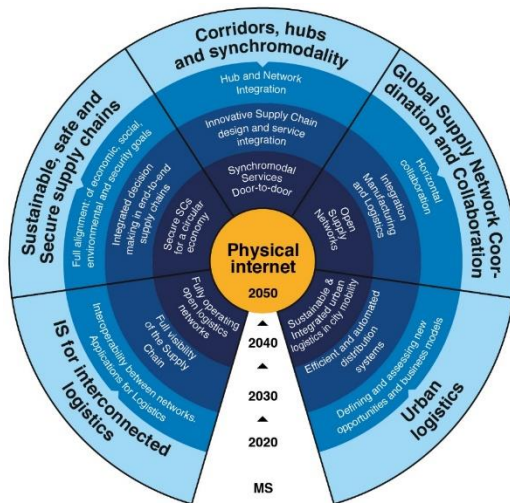 Corridors, hubs
and synchromodality
Hub and Network
Integration
Innovative Supply Chain
design and service
integration
Synchromodal
Services
Door-to-door
Global Supply Network Coor-
dination and Collaboration
Horizontal
collaboration
Integration
Manufacturing
and Logistics
Open
Supply
Networks
Urban
logistics
Defining and assessing new
opportunities and business models
Efficient and automated
distribution
systems
Sustainable &
Integrated urban
logistics in city mobility
IS for interconnected
logistics
Interoperability between networks.
Applications for Logistics
Full visibility
of the Supply
Chain
Fully operating
open logistics
networks
Sustainable, safe and
Secure supply chains
Full alignment; of economic, social,
environmental and security goals
Integrated decision
making in end-to-end
supply chains
Secure SCs
for a circular
economy
Physical
internet
2050
2040
2030
2020
MS